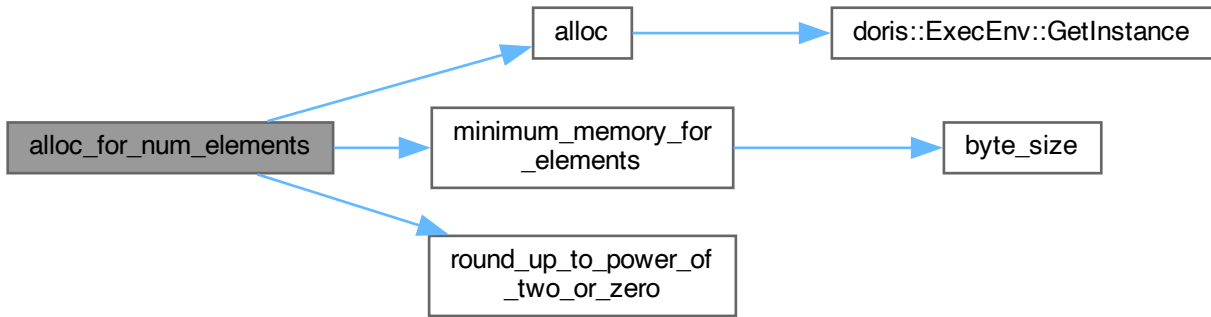 alloc
doris::ExecEnv::GetInstance
alloc_for_num_elements
minimum_memory_for
_elements
byte_size
round_up_to_power_of
_two_or_zero